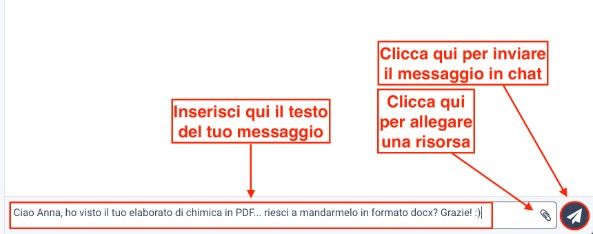 Clicca qui per inviare
il messaggio in chat
Clicca qui
per allegare
una risorsa
Inserisci qui il testo
del tuo messaggio
Ciao Anna, ho visto il tuo elaborato di chimica in PDF... riesci a mandarmelo in formato docx? Grazie! :)